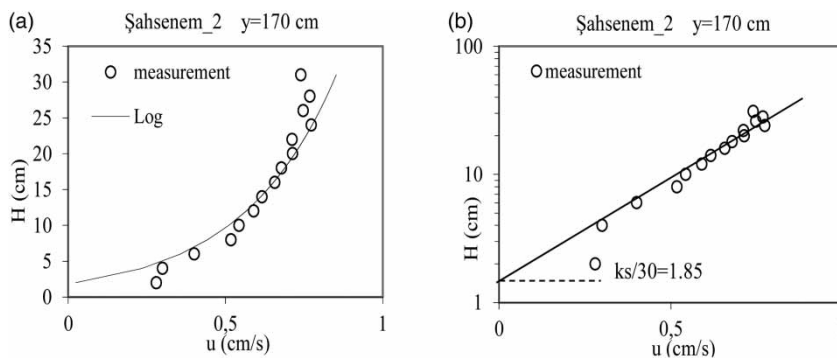 (a)
Şahsenem_2 y=170 cm
35
30
25
20
15
10
5
0
H (cm)
measurement
Log
0
0,5
1
u (cm/s)
(b)
Şahsenem_2 y=170 cm
100
10
1
H (cm)
measurement
ks/30=1.85
0
0,5
u (cm/s)